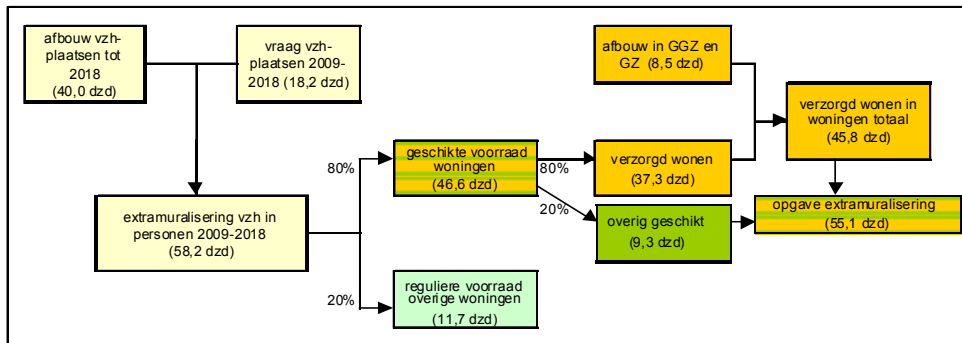 afbouw vzh-
plaatsen tot
2018
(40,0 dzd)
vraag vzh-
plaatsen 2009-
2018 (18,2 dzd)
afbouw in GGZ en
GZ (8,5 dzd)
verzorgd wonen in
woningen totaal
(45,8 dzd)
80%
geschikte voorraad
woningen
(46,6 dzd)
80%
20%
verzorgd wonen
(37,3 dzd)
extramuralisering vzh in
personen 2009-2018
(58,2 dzd)
overig geschikt
(9,3 dzd)
opgave extramuralisering
(55,1 dzd)
20%
reguliere voorraad
overige woningen
(11,7 dzd)